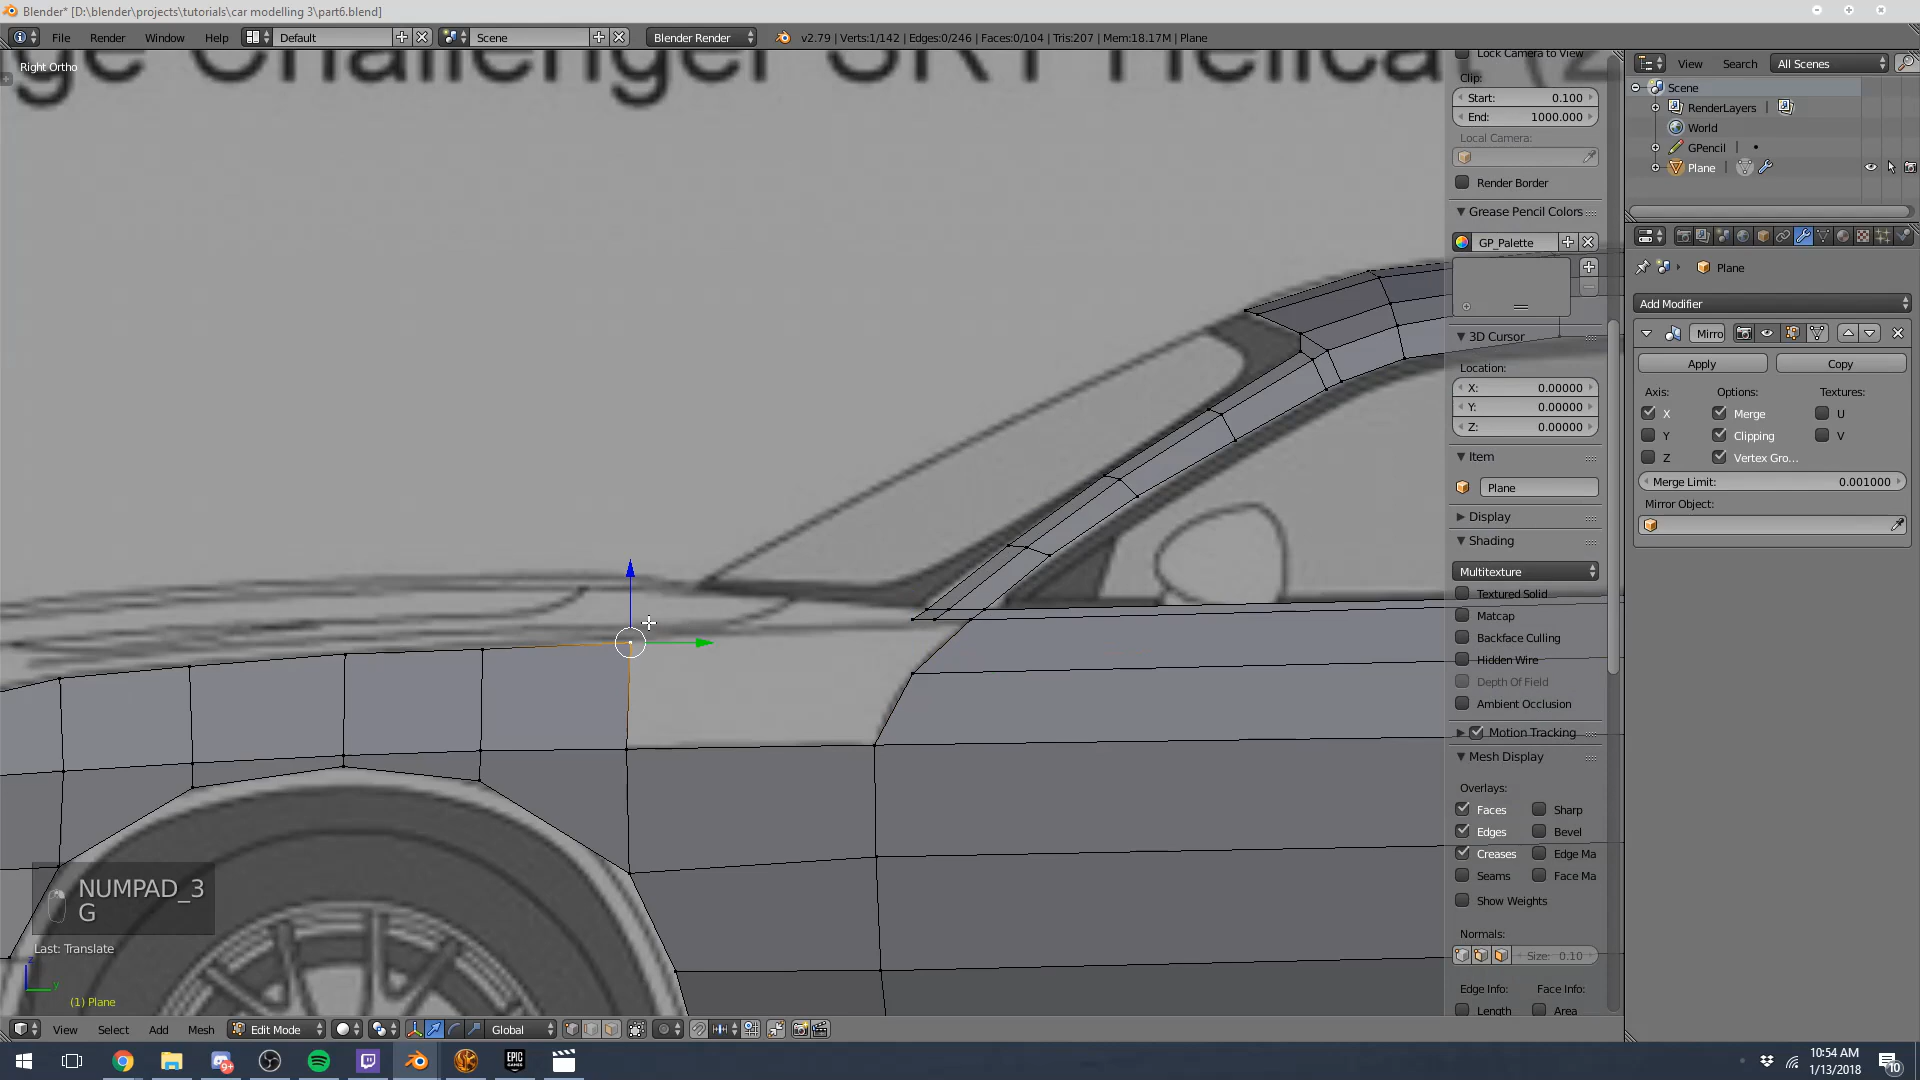 Blender* [D:\blender\projects\tutorials\car modelling 3\part6.blend]
File Render Window Help Default Scene Blender Render v2.79 | Verts:1/142 | Edges:0/246 | Faces:0/104 | Tris:207 | Mem:18.17M | Plane
Right Ortho
ge Challenger SRT Hellca
Lock Camera to View
Clip:
Start: 0.100
End: 1000.000
Local Camera:
Render Border
Grease Pencil Colors
GP_Palette
3D Cursor
Location:
X: 0.00000
Y: 0.00000
Z: 0.00000
Item
Plane
Display
Shading
Multitexture
Textured Solid
Matcap
Backface Culling
Hidden Wire
Depth Of Field
Ambient Occlusion
Motion Tracking
Mesh Display
Overlays:
Faces Sharp
Edges Bevel
Creases Edge Ma
Seams Face Ma
Show Weights
Normals:
Size: 0.10
Edge Info: Face Info:
Length Area
View Search All Scenes
Scene
RenderLayers
World
GPencil
Plane
Plane
Add Modifier
Mirro
Apply Copy
Axis: Options: Textures:
X Merge U
Y Clipping V
Z Vertex Gro...
Merge Limit: 0.001000
Mirror Object:
NUMPAD_3
G
Last: Translate
z
y
(1) Plane
View Select Add Mesh Edit Mode Global
9+
EPIC
GAMES
10:54 AM
1/13/2018
10